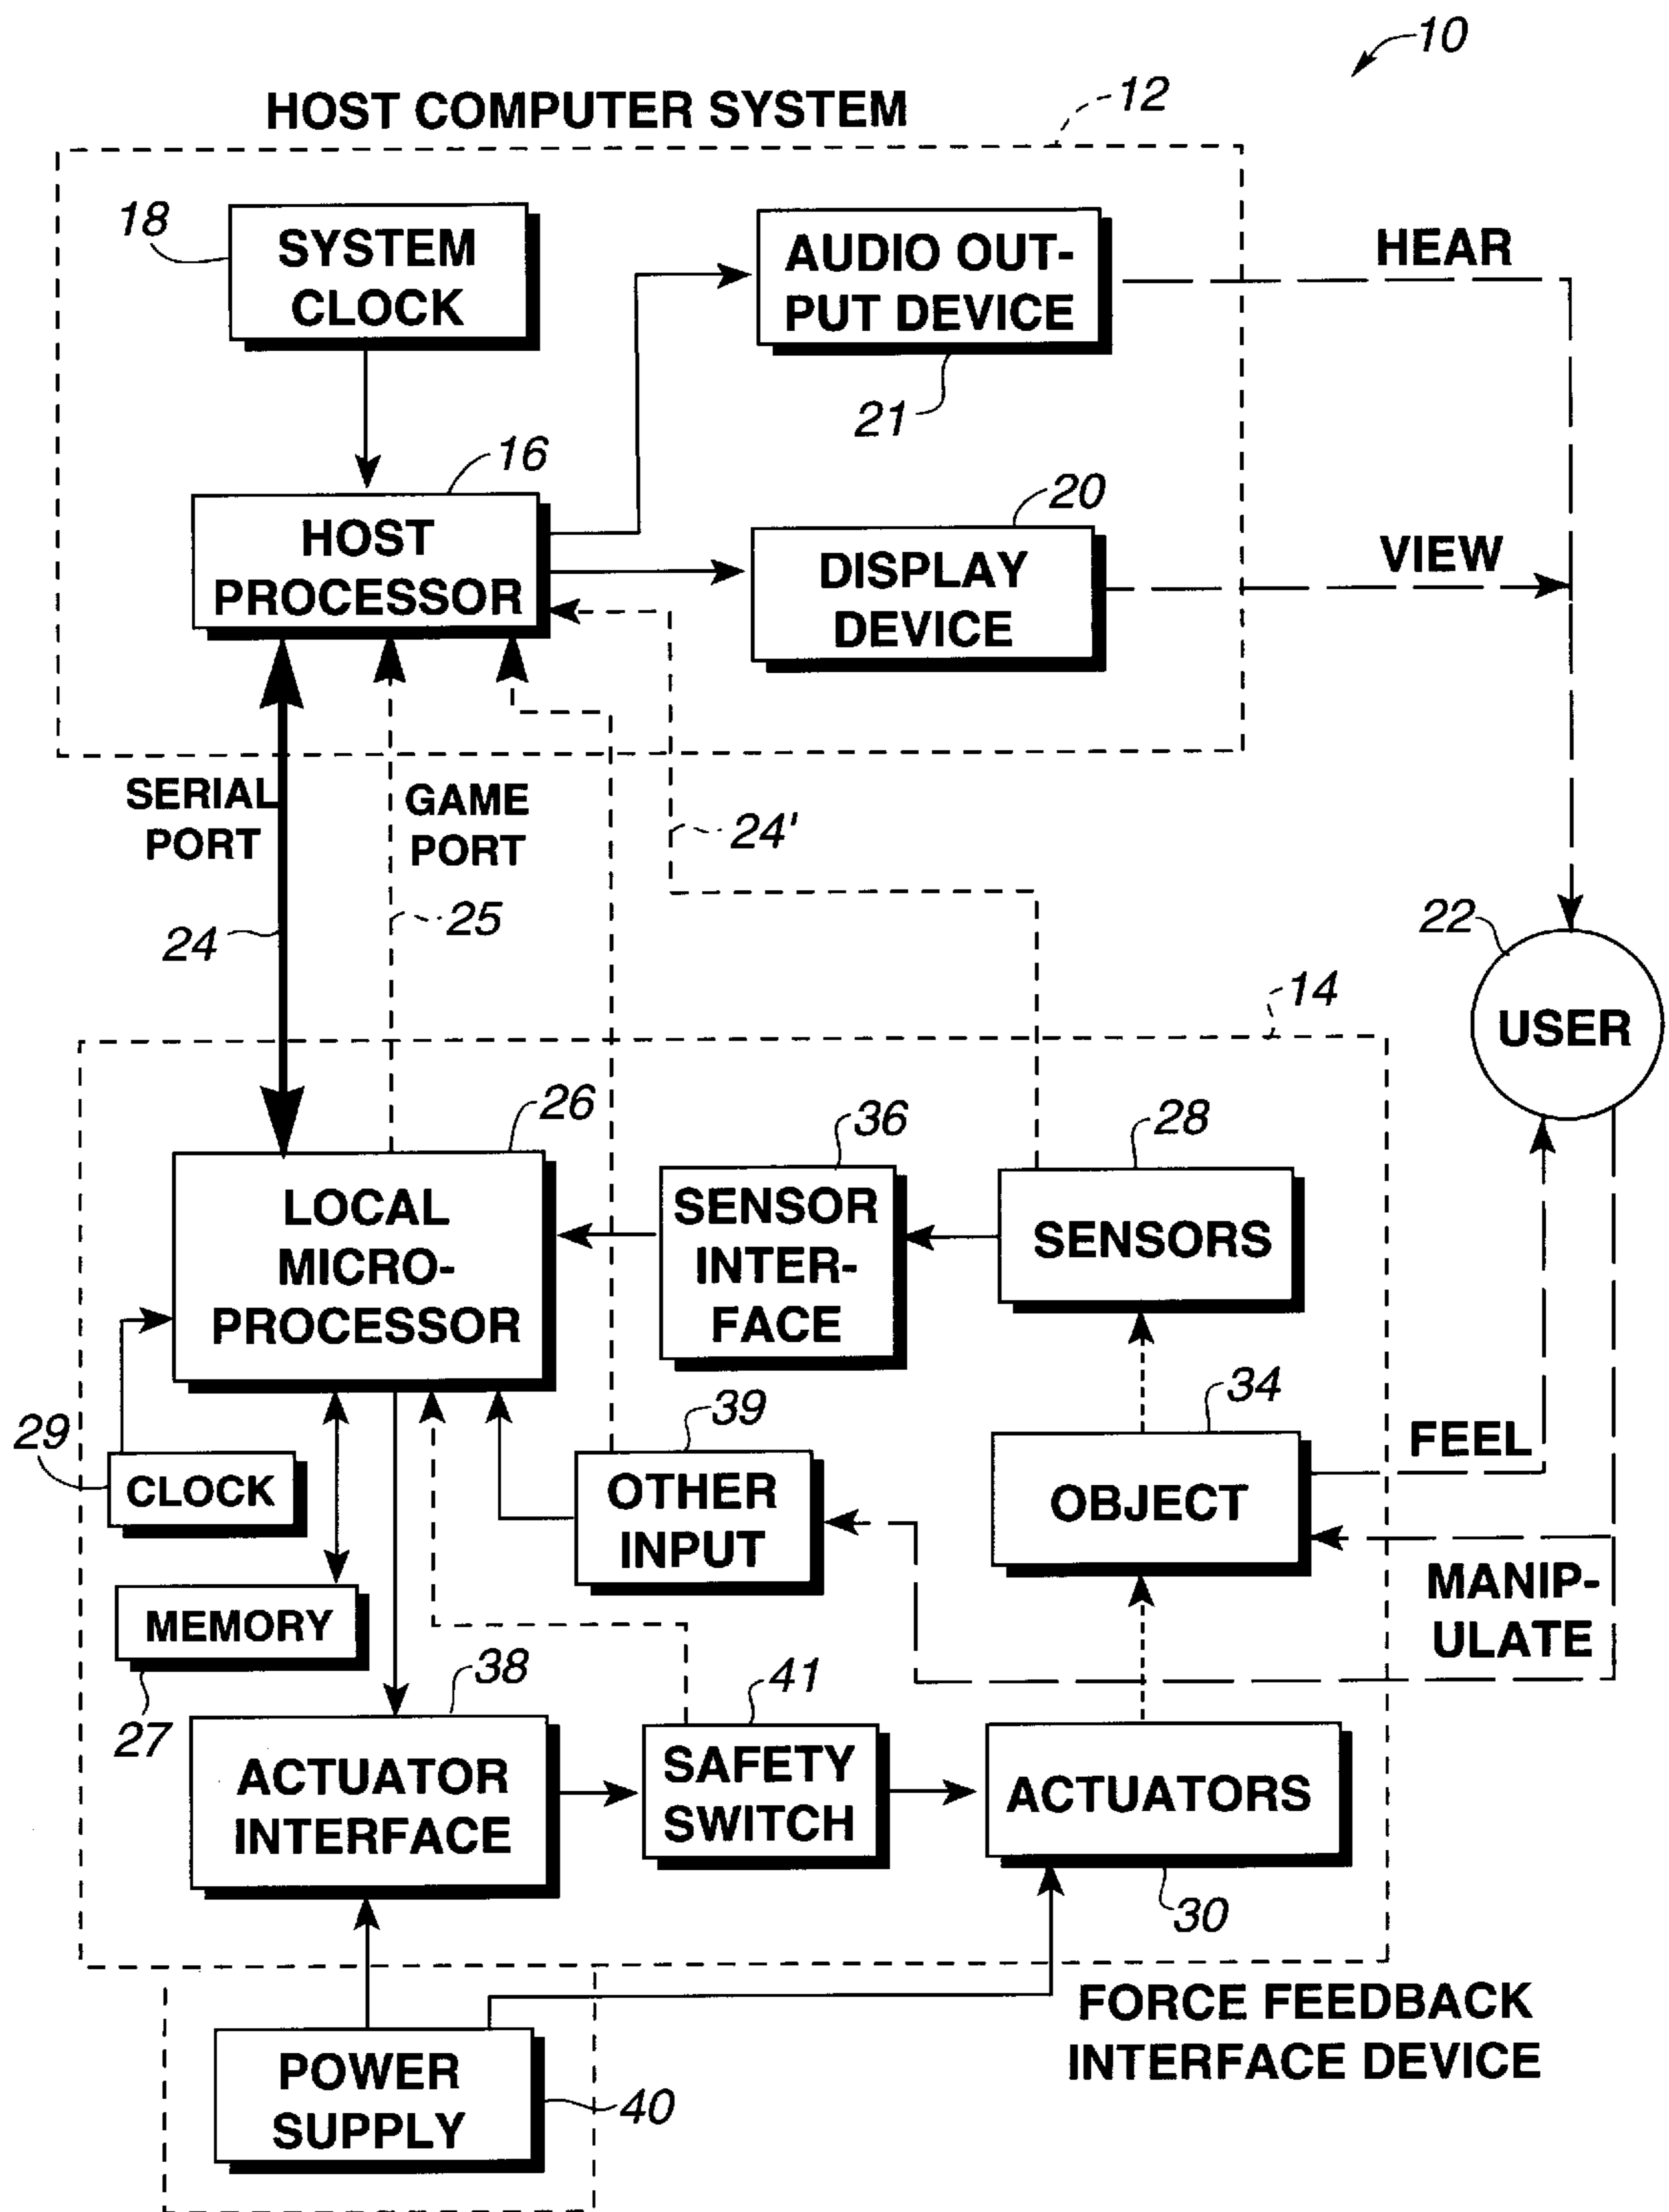 10
HOST COMPUTER SYSTEM
12
18
SYSTEM
CLOCK
AUDIO OUT-
PUT DEVICE
HEAR
21
16
20
HOST
PROCESSOR
DISPLAY
DEVICE
VIEW
SERIAL
PORT
GAME
PORT
24'
24
25
22
USER
14
26
36
28
LOCAL
MICRO-
PROCESSOR
SENSOR
INTER-
FACE
SENSORS
29
CLOCK
39
OTHER
INPUT
34
OBJECT
FEEL
MANIP-
ULATE
MEMORY
27
38
41
ACTUATOR
INTERFACE
SAFETY
SWITCH
ACTUATORS
30
FORCE FEEDBACK
INTERFACE DEVICE
POWER
SUPPLY
40